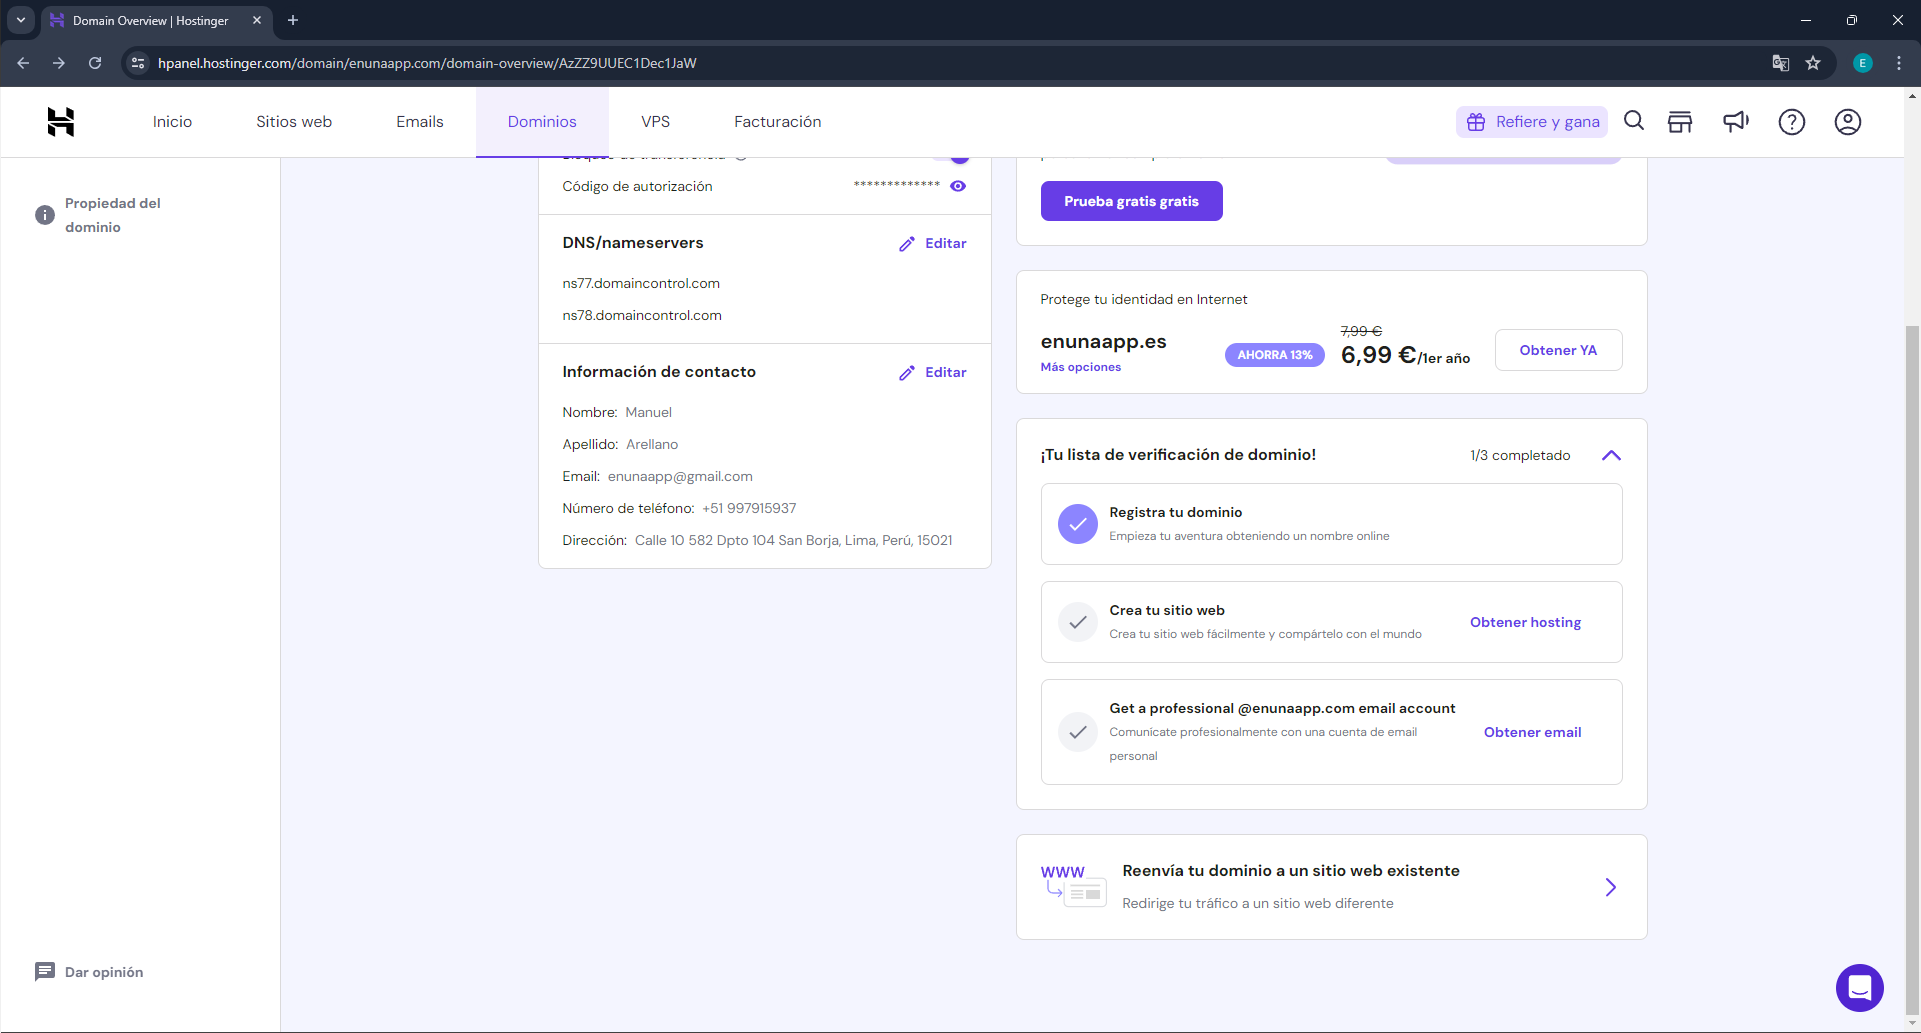 Domain Overview | Hostinger
hpanel.hostinger.com/domain/enunaapp.com/domain-overview/AzZZ9UUEC1Dec1JaW
E
Inicio
Sitios web
Emails
Dominios
VPS
Facturación
Refiere y gana
Propiedad del
dominio
Código de autorización
*************
DNS/nameservers
Editar
ns77.domaincontrol.com
ns78.domaincontrol.com
Información de contacto
Editar
Nombre: Manuel
Apellido: Arellano
Email: enunaapp@gmail.com
Número de teléfono: +51 997915937
Dirección: Calle 10 582 Dpto 104 San Borja, Lima, Perú, 15021
Prueba gratis gratis
Protege tu identidad en Internet
enunaapp.es
Más opciones
AHORRA 13%
7,99 €
6,99 €/1er año
Obtener YA
¡Tu lista de verificación de dominio!
1/3 completado
Registra tu dominio
Empieza tu aventura obteniendo un nombre online
Crea tu sitio web
Crea tu sitio web fácilmente y compártelo con el mundo
Obtener hosting
Get a professional @enunaapp.com email account
Comunícate profesionalmente con una cuenta de email
personal
Obtener email
WWW
Reenvía tu dominio a un sitio web existente
Redirige tu tráfico a un sitio web diferente
Dar opinión